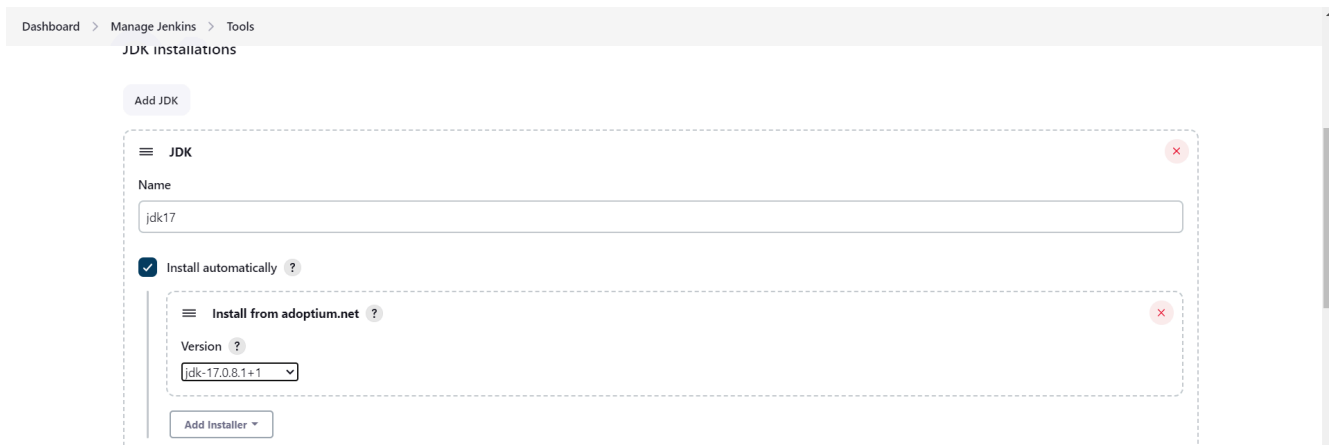 Dashboard > Manage Jenkins > Tools
JDK installations
Add JDK
JDK
Name
jdk17
Install automatically ?
Install from adoptium.net ?
Version ?
jdk-17.0.8.1+1
Add Installer